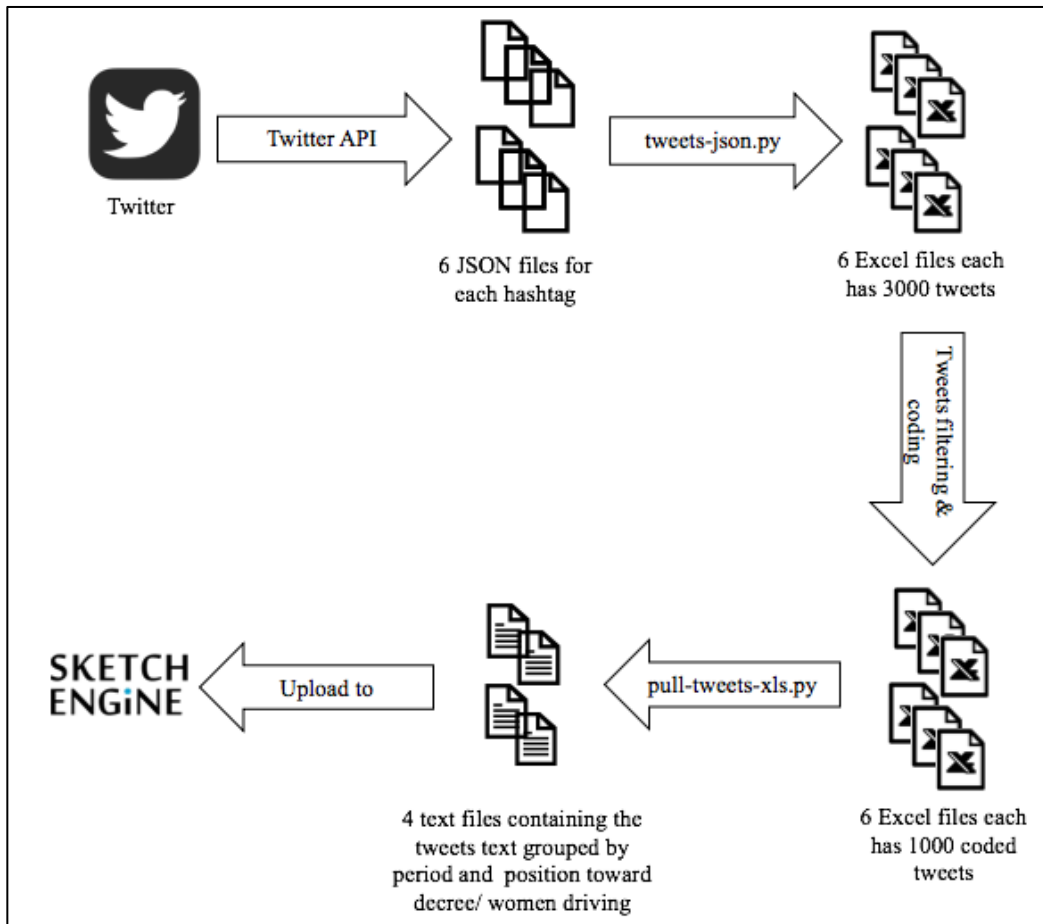 Twitter API
tweets-json.py
Twitter
6 JSON files for
each hashtag
6 Excel files each
has 3000 tweets
Tweets filtering &
coding
SKETCH
ENGiNE
Upload to
pull-tweets-xls.py
4 text files containing the
tweets text grouped by
period and position toward
decree/ women driving
6 Excel files each
has 1000 coded
tweets